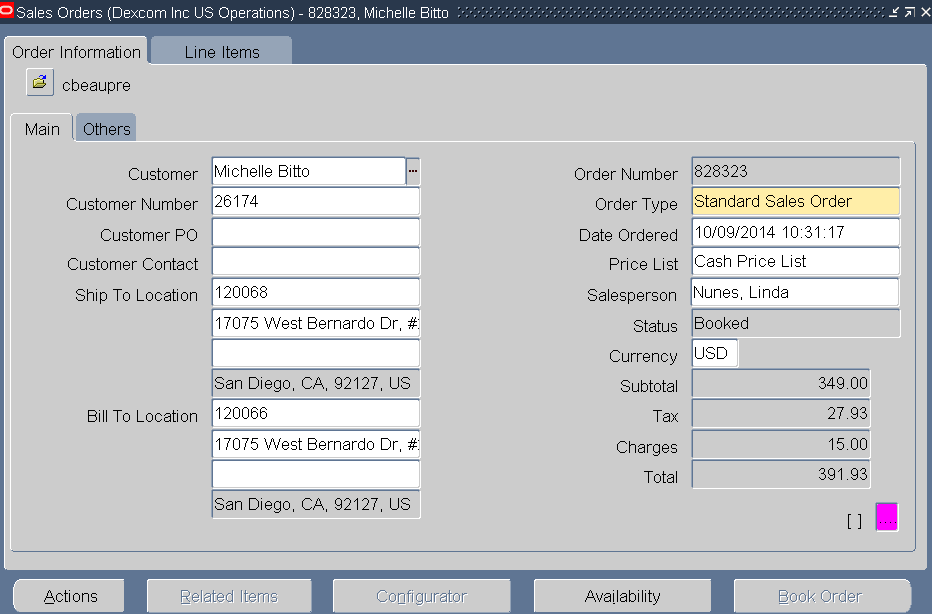 Sales Orders (Dexcom Inc US Operations) - 828323, Michelle Bitto
Order Information
Line Items
cbeaupre
Main
Others
Customer Michelle Bitto ...
Customer Number 26174
Customer PO
Customer Contact
Ship To Location 120068
17075 West Bernardo Dr, #
San Diego, CA, 92127, US
Bill To Location 120066
17075 West Bernardo Dr, #
San Diego, CA, 92127, US
Order Number 828323
Order Type Standard Sales Order
Date Ordered 10/09/2014 10:31:17
Price List Cash Price List
Salesperson Nunes, Linda
Status Booked
Currency USD
Subtotal 349.00
Tax 27.93
Charges 15.00
Total 391.93
[ ] ....
Actions
Related Items
Configurator
Availability
Book Order